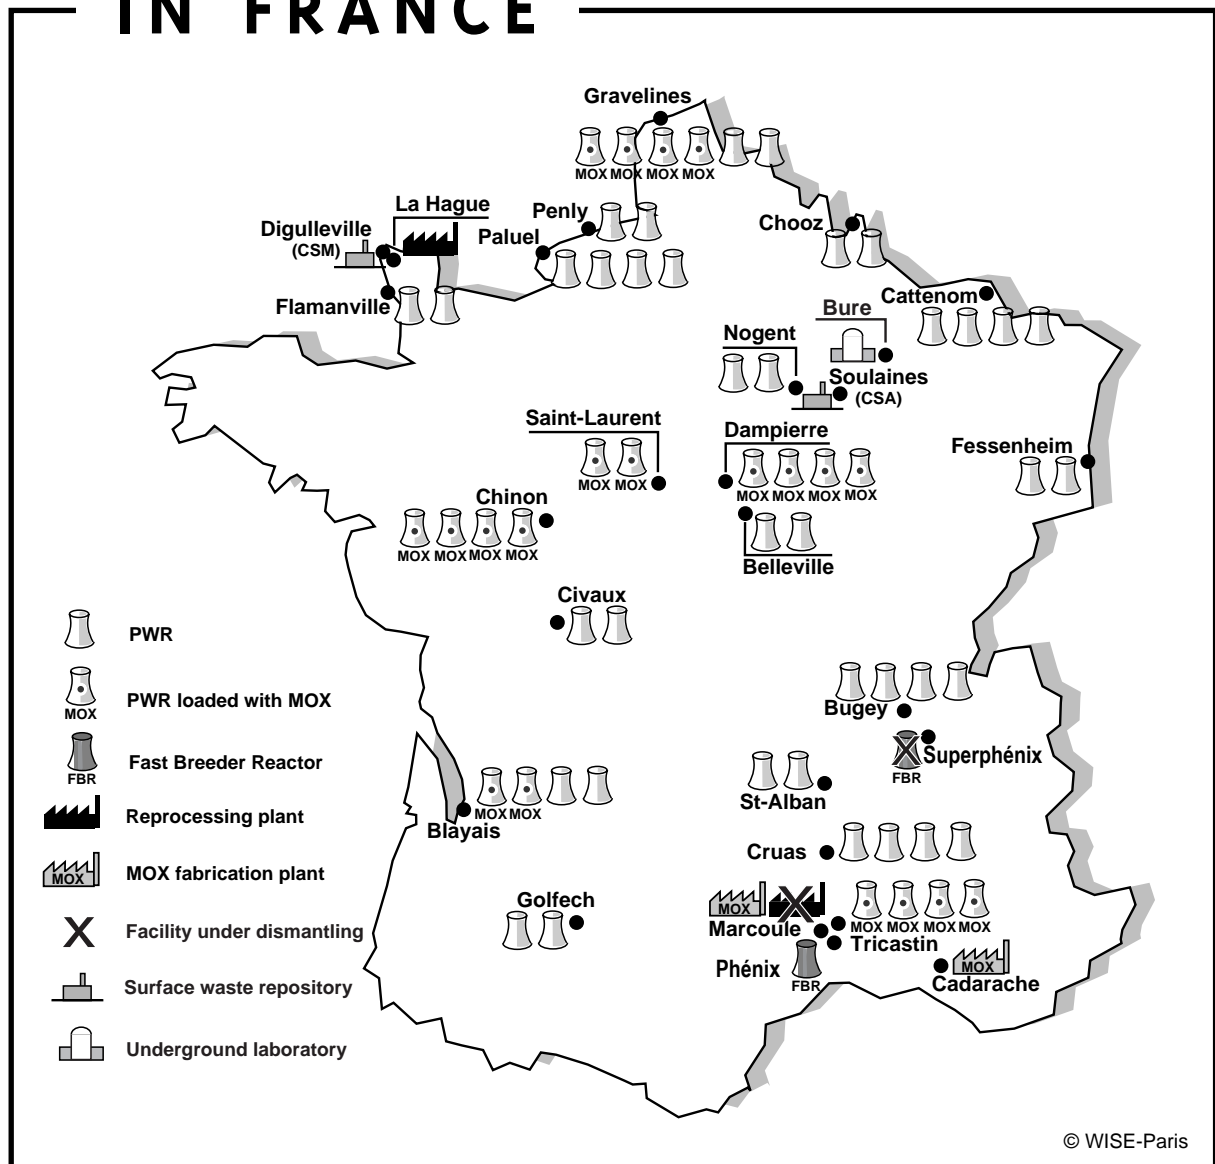 IN FRANCE
Gravelines
MOX MOX MOX MOX
La Hague
Penly
Digulleville
(CSM)
Paluel
Chooz
Flamanville
Cattenom
Bure
Nogent
Soulaines
(CSA)
Saint-Laurent
MOX MOX
Dampierre
MOX MOX MOX MOX
Fessenheim
Chinon
MOX MOX MOX MOX
Belleville
Civaux
PWR
PWR loaded with MOX
MOX
Bugey
Superphénix
FBR
Fast Breeder Reactor
FBR
St-Alban
MOX MOX
Blayais
Reprocessing plant
Cruas
MOX fabrication plant
MOX
Golfech
MOX
Marcoule
MOX MOX MOX MOX
Tricastin
Facility under dismantling
Phénix
FBR
MOX
Cadarache
Surface waste repository
Underground laboratory
© WISE-Paris